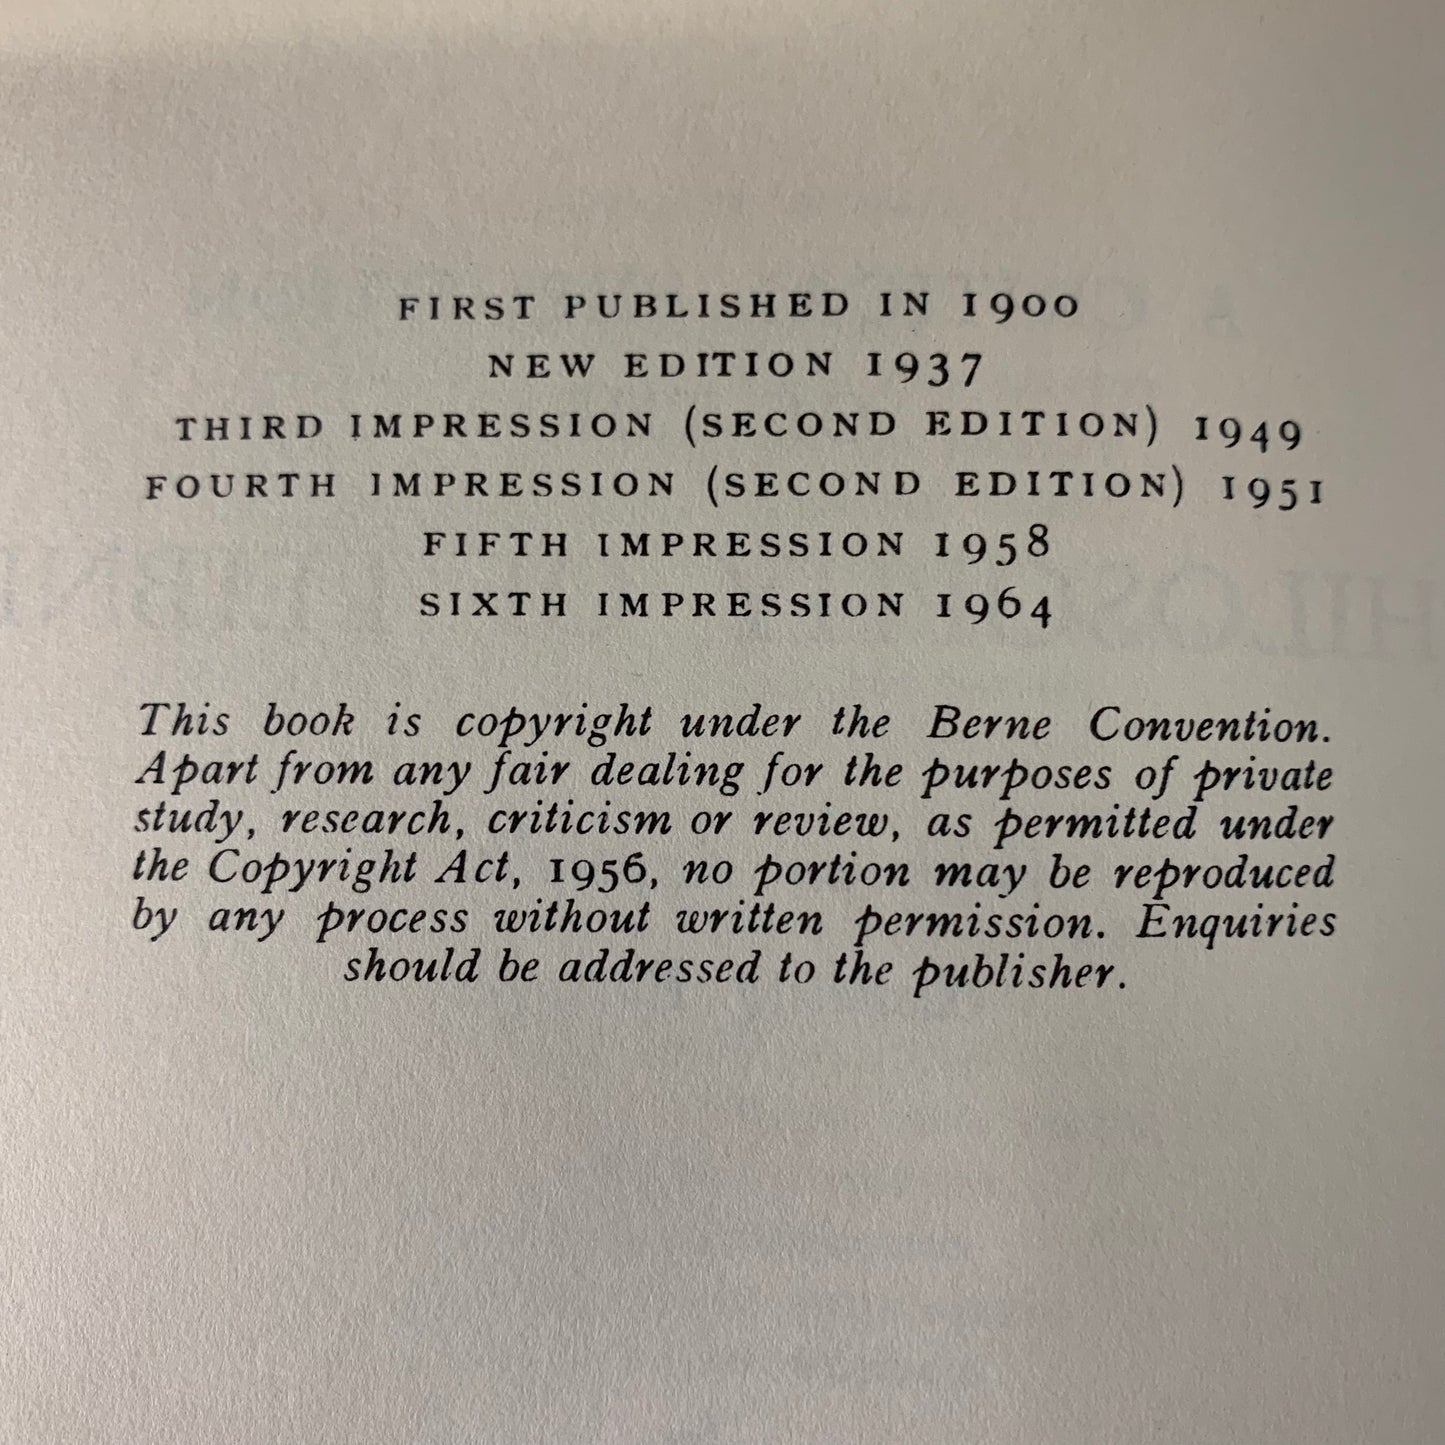 FIRST PUBLISHED IN 1900
NEW EDITION 1937
THIRD IMPRESSION (SECOND EDITION) 1949
FOURTH IMPRESSION (SECOND EDITION) 1951
FIFTH IMPRESSION 1958
SIXTH IMPRESSION 1964
This book is copyright under the Berne Convention.
Apart from any fair dealing for the purposes of private
study, research, criticism or review, as permitted under
the Copyright Act, 1956, no portion may be reproduced
by any process without written permission. Enquiries
should be addressed to the publisher.